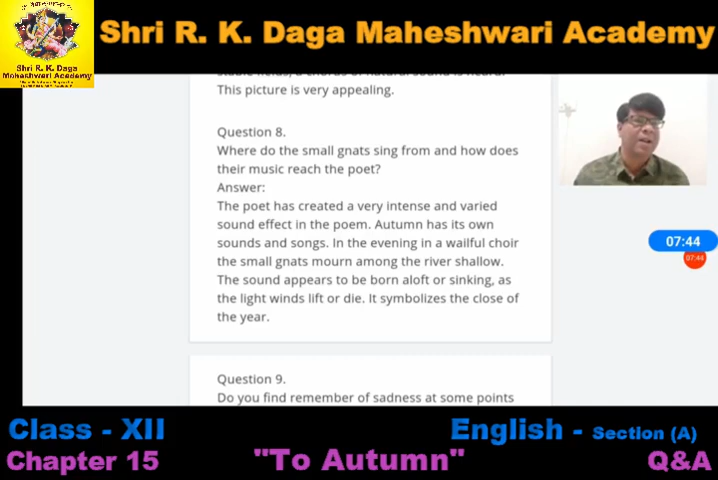 Shri R. K. Daga Maheshwari Academy
Shri R. K. Daga
Maheshwari Academy
This picture is very appealing.
Question 8.
Where do the small gnats sing from and how does
their music reach the poet?
Answer:
The poet has created a very intense and varied
sound effect in the poem. Autumn has its own
sounds and songs. In the evening in a wailful choir
the small gnats mourn among the river shallow.
The sound appears to be born aloft or sinking, as
the light winds lift or die. It symbolizes the close of
the year.
07:44
07:44
Question 9.
Do you find remember of sadness at some points
Class - XII
English - Section (A)
Chapter 15
"To Autumn"
Q&A